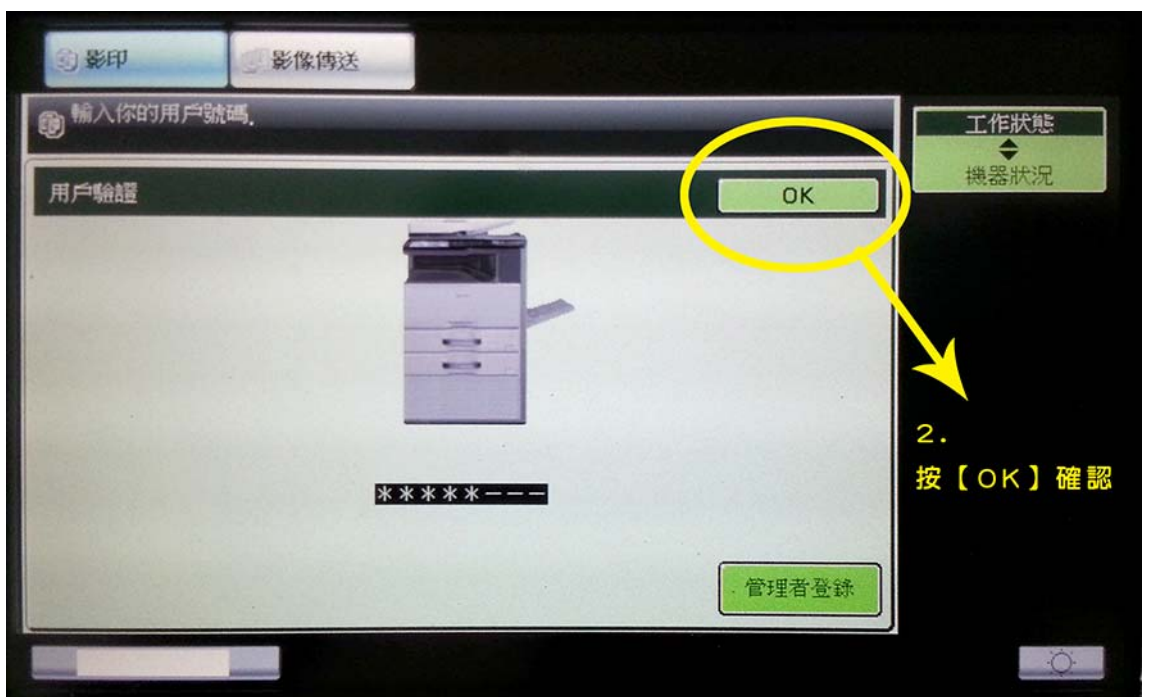 影印
影像傳送
輸入你的用戶號碼.
工作狀態
機器狀況
用戶驗證
OK
2.
按【OK】確認
*****---
管理者登錄